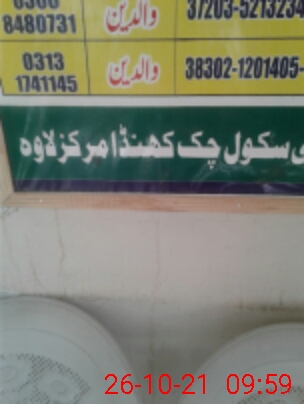 37203-5213234 والدین 8480731
38302-1201405- والدین 0313 1741145
سکول چک کھنڈا مرکز لاوہ
26-10-21 09:59